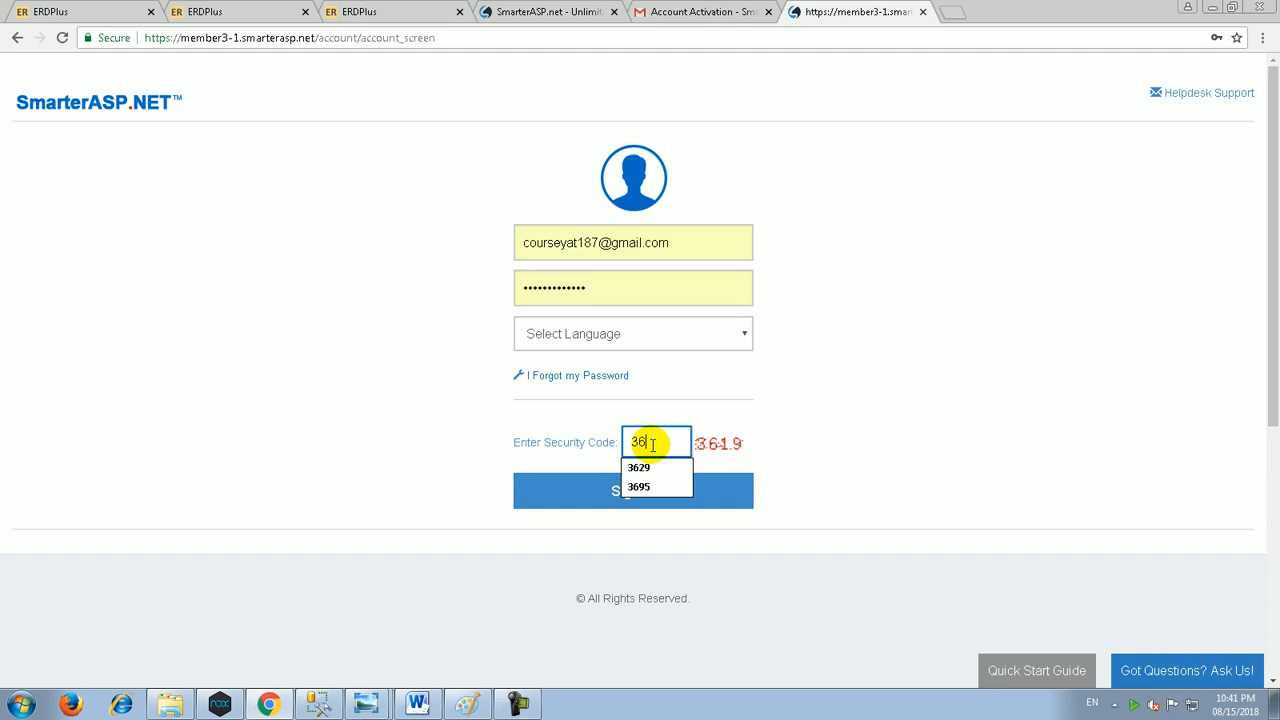 ERDPlus
ERDPlus
ERDPlus
SmarterASP.net - Unlimit
Account Activation - Sm
https://member3-1.smart
Secure
https://member3-1.smarterasp.net/account/account_screen
SmarterASP.NET™
Helpdesk Support
courseyat187@gmail.com
Select Language
I Forgot my Password
Enter Security Code:
36
3619
3629
3695
© All Rights Reserved.
Quick Start Guide
Got Questions? Ask Us!
EN
10:41 PM
08/15/2018